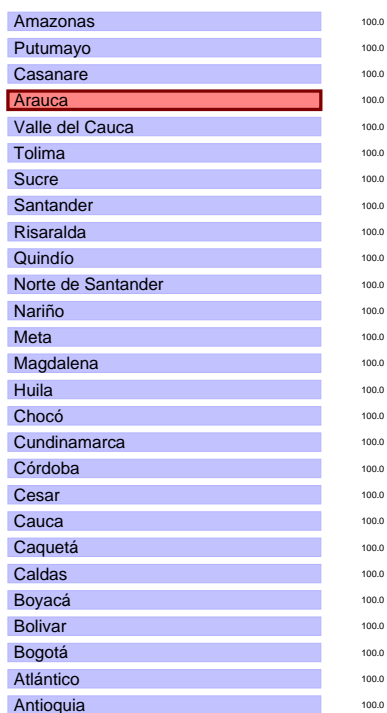 Amazonas 100.0
Putumayo 100.0
Casanare 100.0
Arauca 100.0
Valle del Cauca 100.0
Tolima 100.0
Sucre 100.0
Santander 100.0
Risaralda 100.0
Quindío 100.0
Norte de Santander 100.0
Nariño 100.0
Meta 100.0
Magdalena 100.0
Huila 100.0
Chocó 100.0
Cundinamarca 100.0
Córdoba 100.0
Cesar 100.0
Cauca 100.0
Caquetá 100.0
Caldas 100.0
Boyacá 100.0
Bolivar 100.0
Bogotá 100.0
Atlántico 100.0
Antioquia 100.0